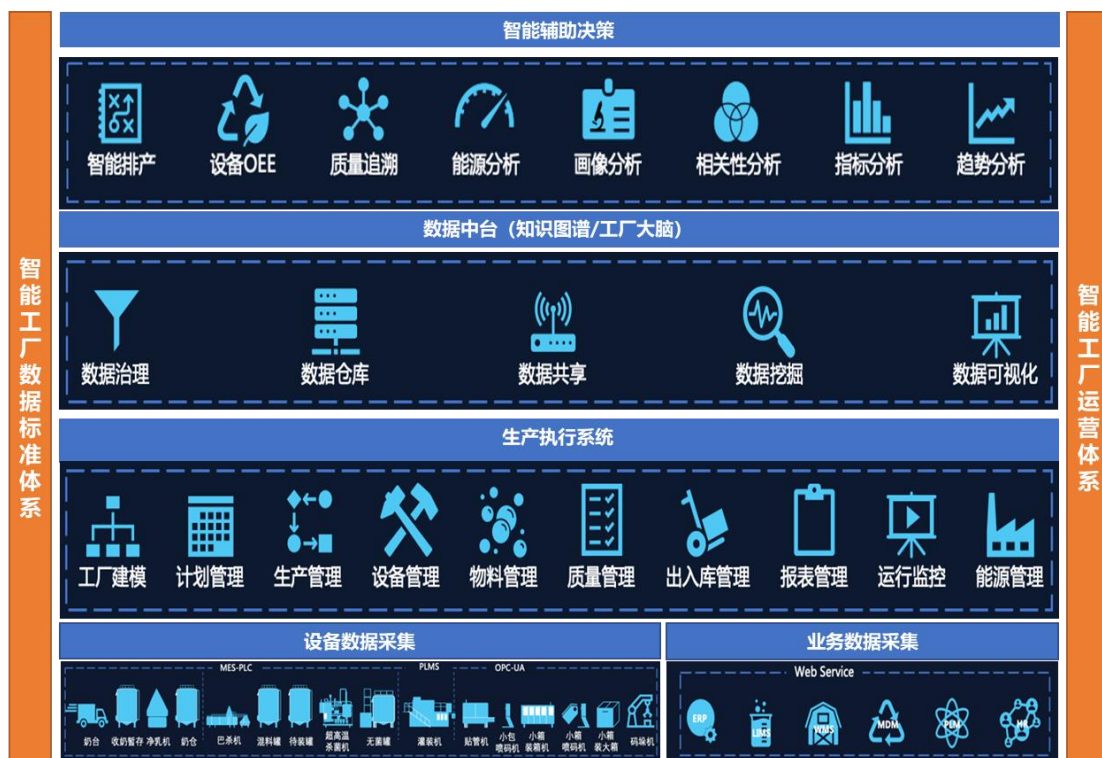 智能辅助决策
智能排产 设备OEE 质量追溯 能源分析 画像分析 相关性分析 指标分析 趋势分析
数据中台（知识图谱/工厂大脑）
智能工厂数据标准体系
智能工厂运营体系
数据治理 数据仓库 数据共享 数据挖掘 数据可视化
生产执行系统
工厂建模 计划管理 生产管理 设备管理 物料管理 质量管理 出入库管理 报表管理 运行监控 能源管理
设备数据采集
MES-PLC PLMS OPC-UA
奶台 收奶暂存 净乳机 奶仓 巴杀机 混料罐 待装罐 超高温杀菌机 无菌罐 灌装机 贴管机 小包喷码机 小箱装箱机 小箱喷码机 小箱装大箱 码垛机
业务数据采集
Web Service
ERP LIMS WMS MDM PLM HR